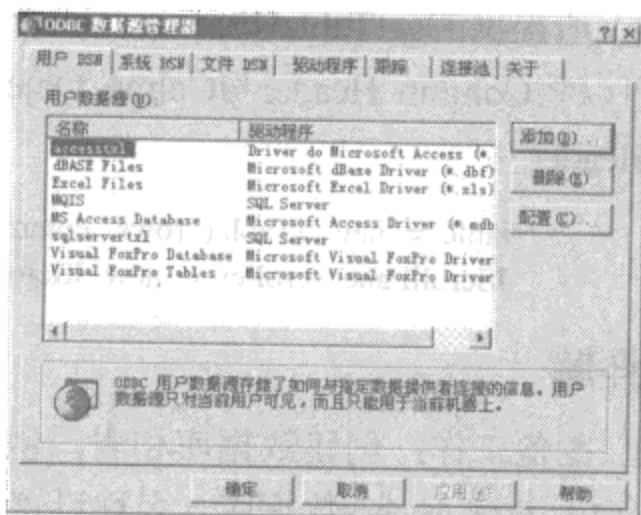 ODBC 数据源管理器
用户 DSN 系统 DSN 文件 DSN 驱动程序 跟踪 连接池 关于
用户数据源(U):
名称 驱动程序
accesstxl Driver do Microsoft Access (*.
dBASE Files Microsoft dBase Driver (*.dbf)
Excel Files Microsoft Excel Driver (*.xls)
MQIS SQL Server
MS Access Database Microsoft Access Driver (*.mdb
sqlservertxl SQL Server
Visual FoxPro Database Microsoft Visual FoxPro Driver
Visual FoxPro Tables Microsoft Visual FoxPro Driver
添加(D)...
删除(R)
配置(C)...
ODBC 用户数据源存储了如何与指定数据提供者连接的信息。用户
数据源只对当前用户可见，而且只能用于当前机器上。
确定 取消 应用(A) 帮助